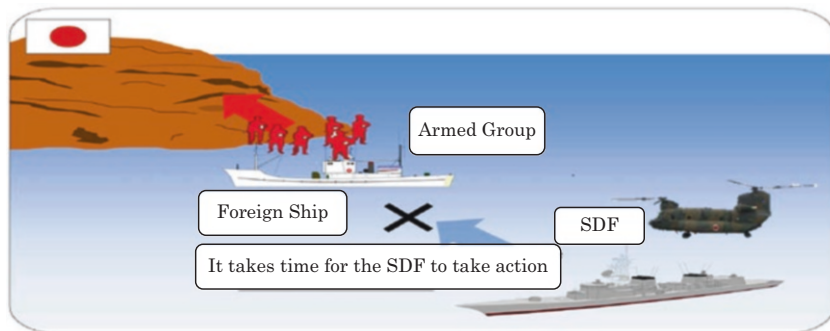 Armed Group
Foreign Ship
SDF
It takes time for the SDF to take action